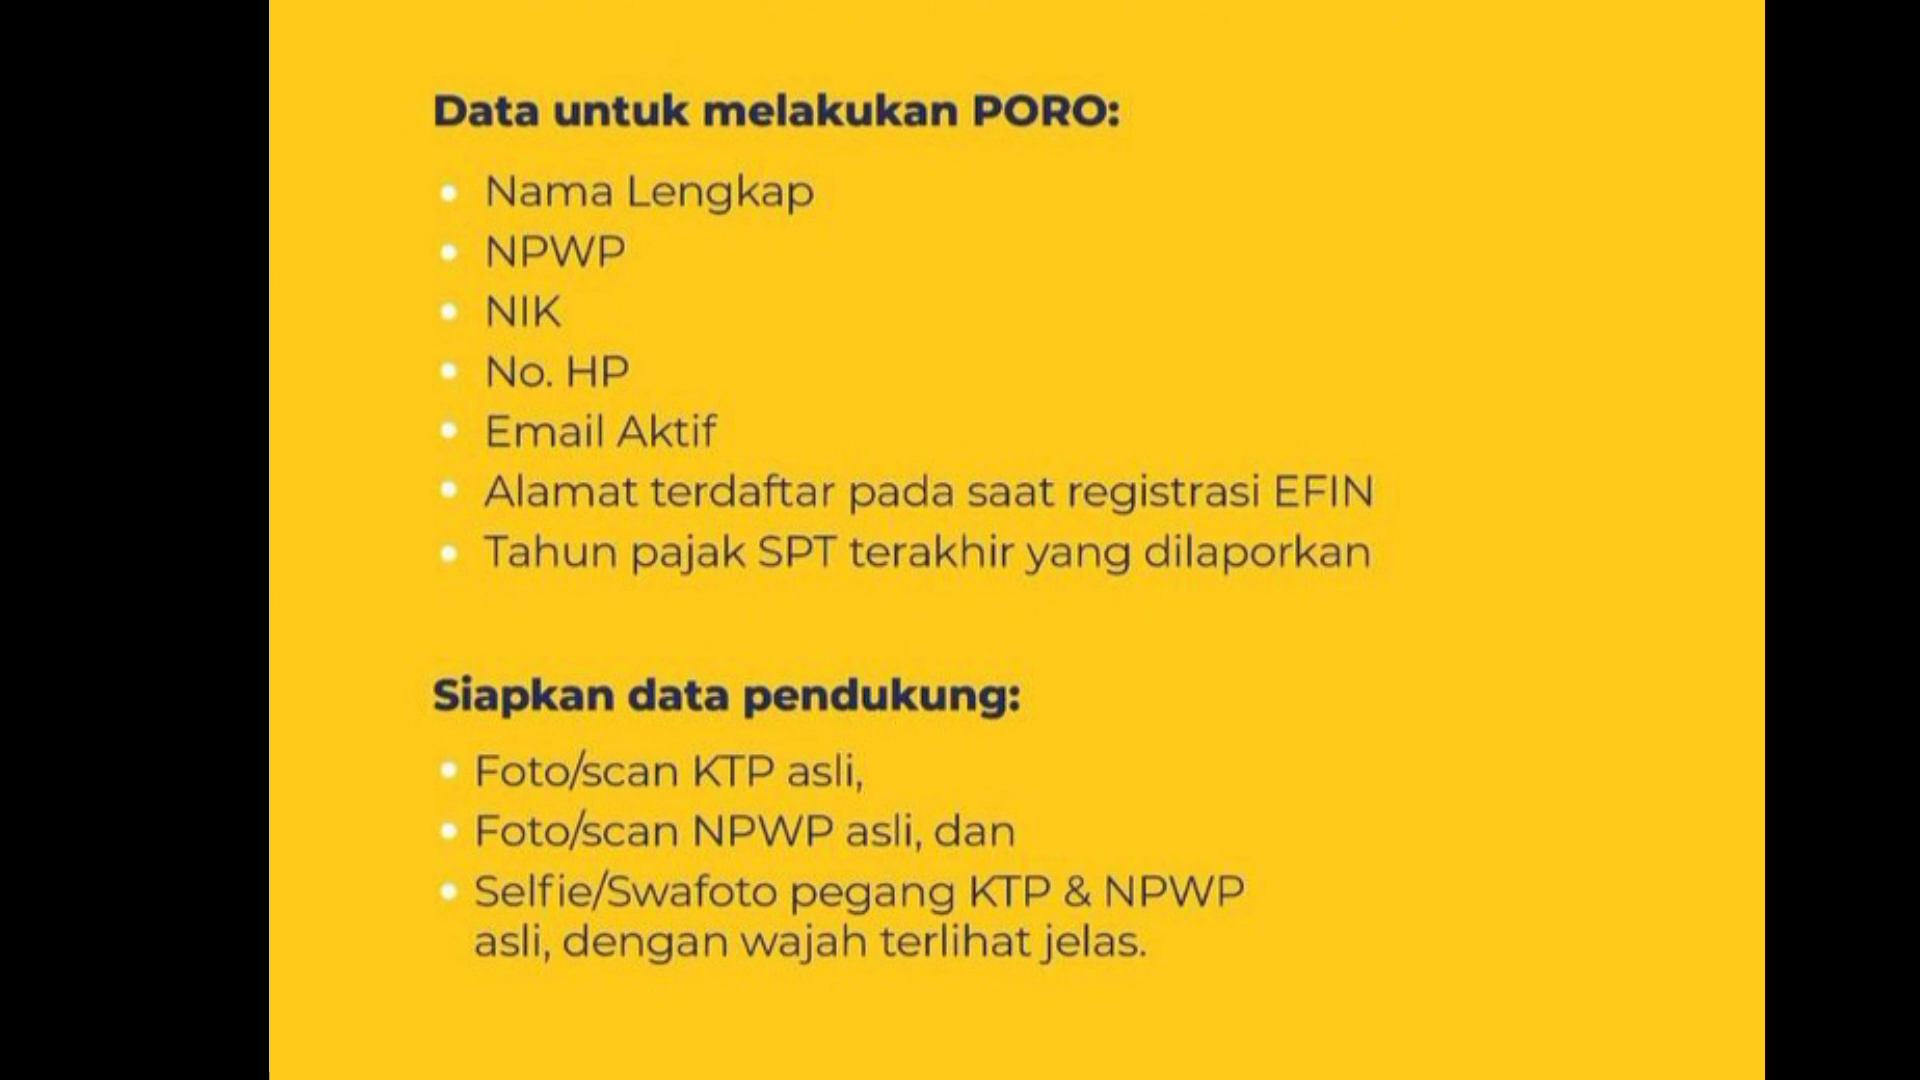 Data untuk melakukan PORO:
Nama Lengkap
NPWP
NIK
No. HP
Email Aktif
Alamat terdaftar pada saat registrasi EFIN
Tahun pajak SPT terakhir yang dilaporkan
Siapkan data pendukung:
Foto/scan KTP asli,
Foto/scan NPWP asli, dan
Selfie/Swafoto pegang KTP & NPWP
asli, dengan wajah terlihat jelas.